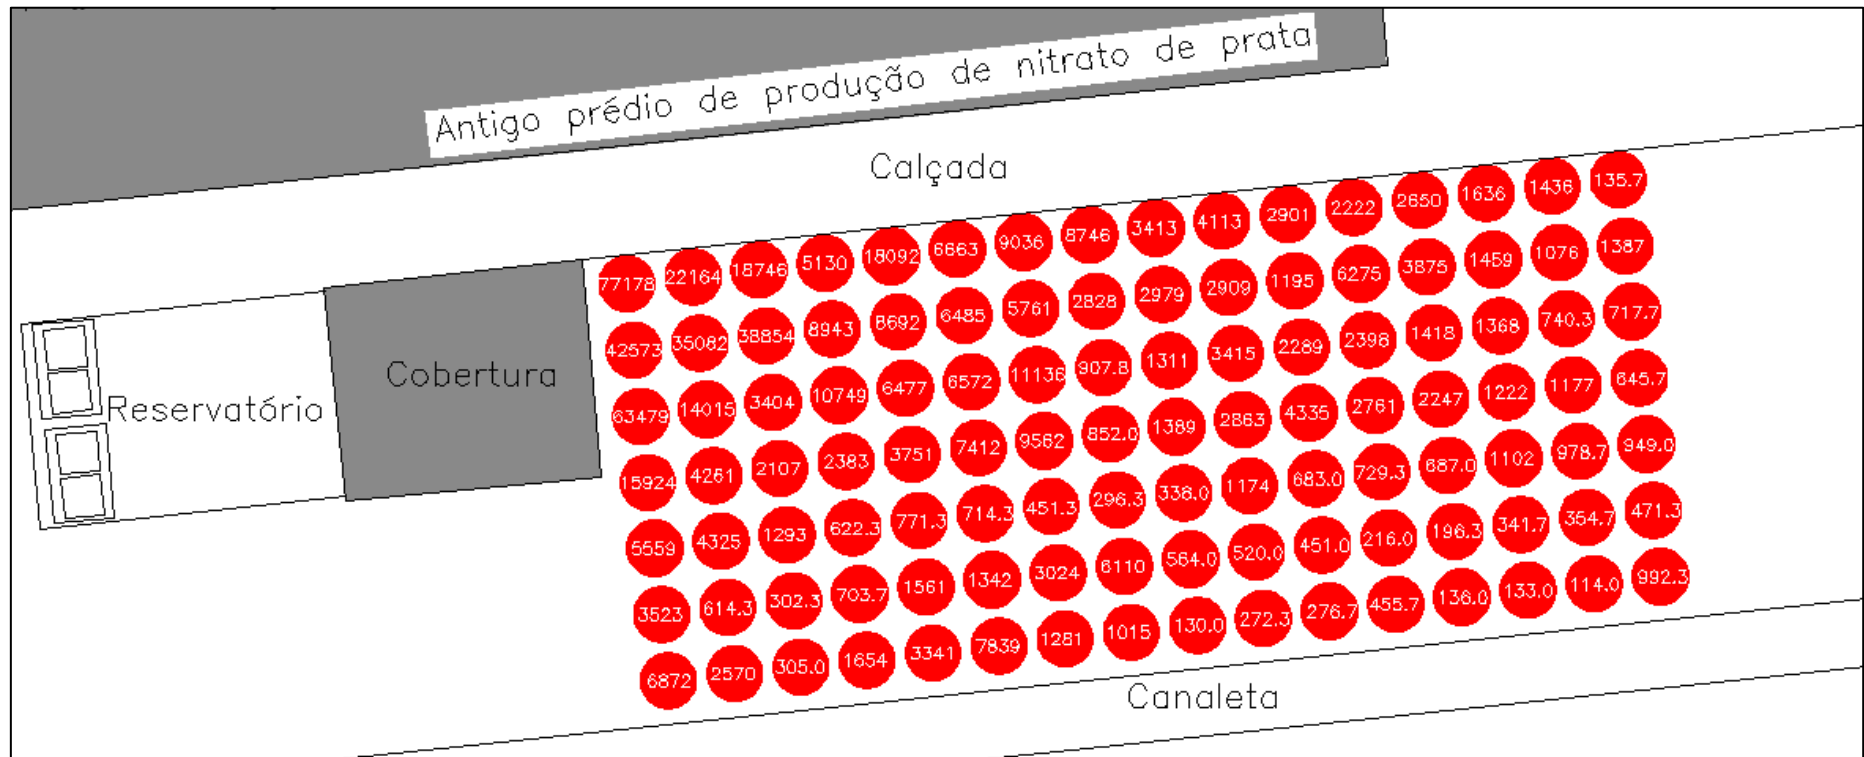 Antigo prédio de produção de nitrato de prata
Calçada
77178 22164 18746 5130 18092 6663 9036 8746 3413 4113 2901 2222 2650 1636 1436 135.7
42573 35082 38854 8943 8692 6485 5761 2828 2979 2909 1195 6275 3875 1459 1076 1387
63479 14015 3404 10749 6477 6572 11136 907.8 1311 3415 2289 2398 1418 1368 740.3 717.7
15924 4261 2107 2383 3751 7412 9562 852.0 1389 2863 4335 2761 2247 1222 1177 645.7
5559 4325 1293 622.3 771.3 714.3 451.3 296.3 338.0 1174 683.0 729.3 687.0 1102 978.7 949.0
3523 614.3 302.3 703.7 1561 1342 3024 6110 564.0 520.0 451.0 216.0 196.3 341.7 354.7 471.3
6872 2570 305.0 1654 3341 7839 1281 1015 130.0 272.3 276.7 455.7 136.0 133.0 114.0 992.3
Cobertura
Reservatório
Canaleta